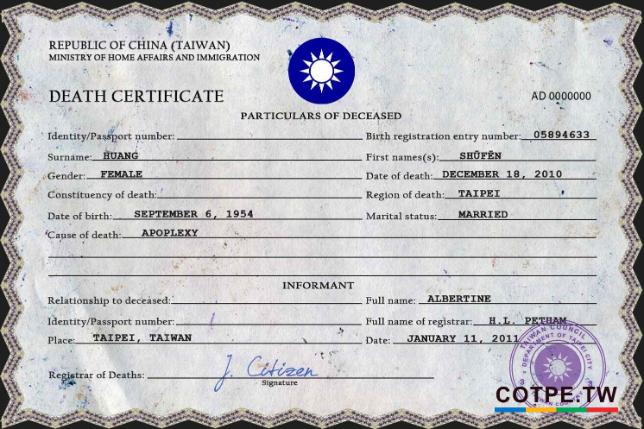 REPUBLIC OF CHINA (TAIWAN)
MINISTRY OF HOME AFFAIRS AND IMMIGRATION
DEATH CERTIFICATE
AD 0000000
PARTICULARS OF DECEASED
Identity/Passport number:
Birth registration entry number: 05894633
Surname: HUANG
First names(s): SHŪFĒN
Gender: FEMALE
Date of death: DECEMBER 18, 2010
Constituency of death:
Region of death: TAIPEI
Date of birth: SEPTEMBER 6, 1954
Marital status: MARRIED
Cause of death: APOPLEXY
INFORMANT
Relationship to deceased:
Full name: ALBERTINE
Identity/Passport number:
Full name of registrar: H.L. PETHAM
Place: TAIPEI, TAIWAN
Date: JANUARY 11, 2011
Registrar of Deaths: J. Citizen
Signature
TAIWAN COUNCIL
DEPARTMENT OF TAIPEI CITY
COTPE.TW